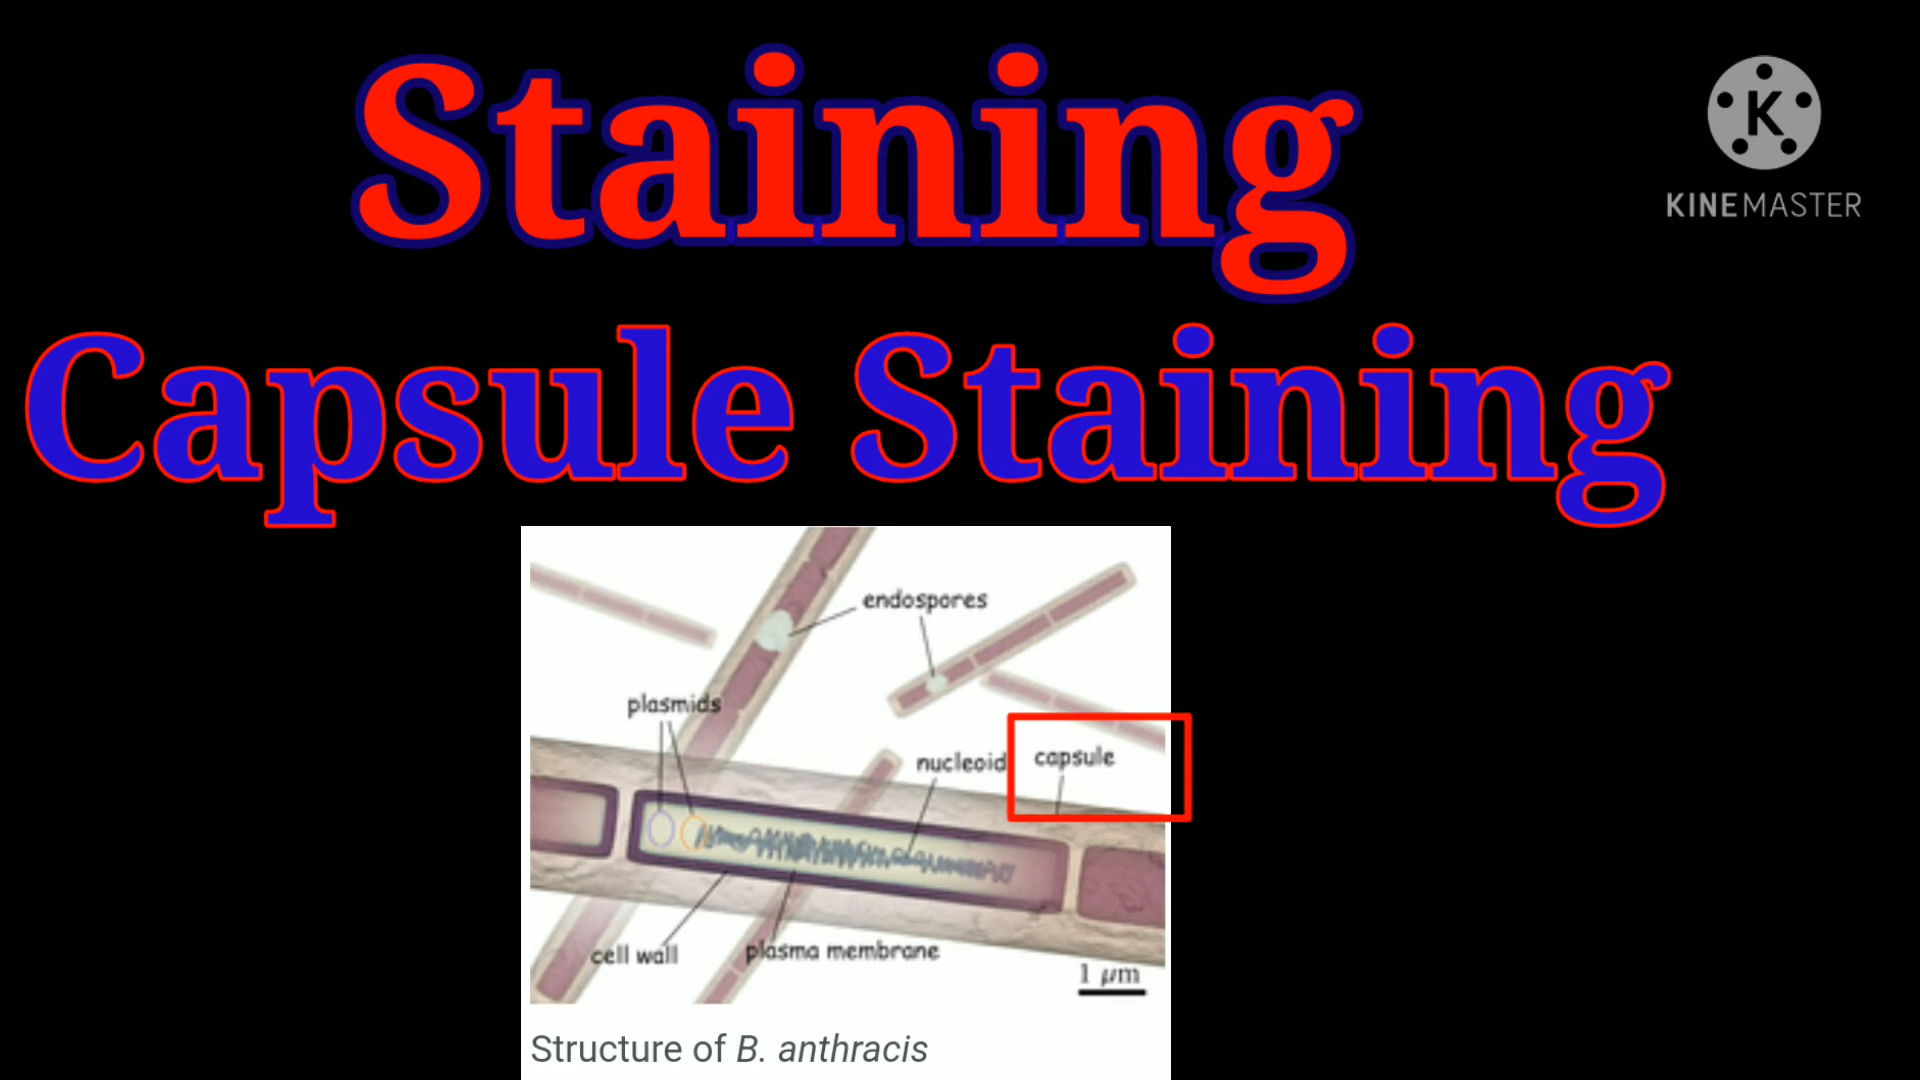 Staining
K
KINEMASTER
Capsule Staining
endospores
plasmids
nucleoid
capsule
cell wall
plasma membrane
1 μm
Structure of B. anthracis